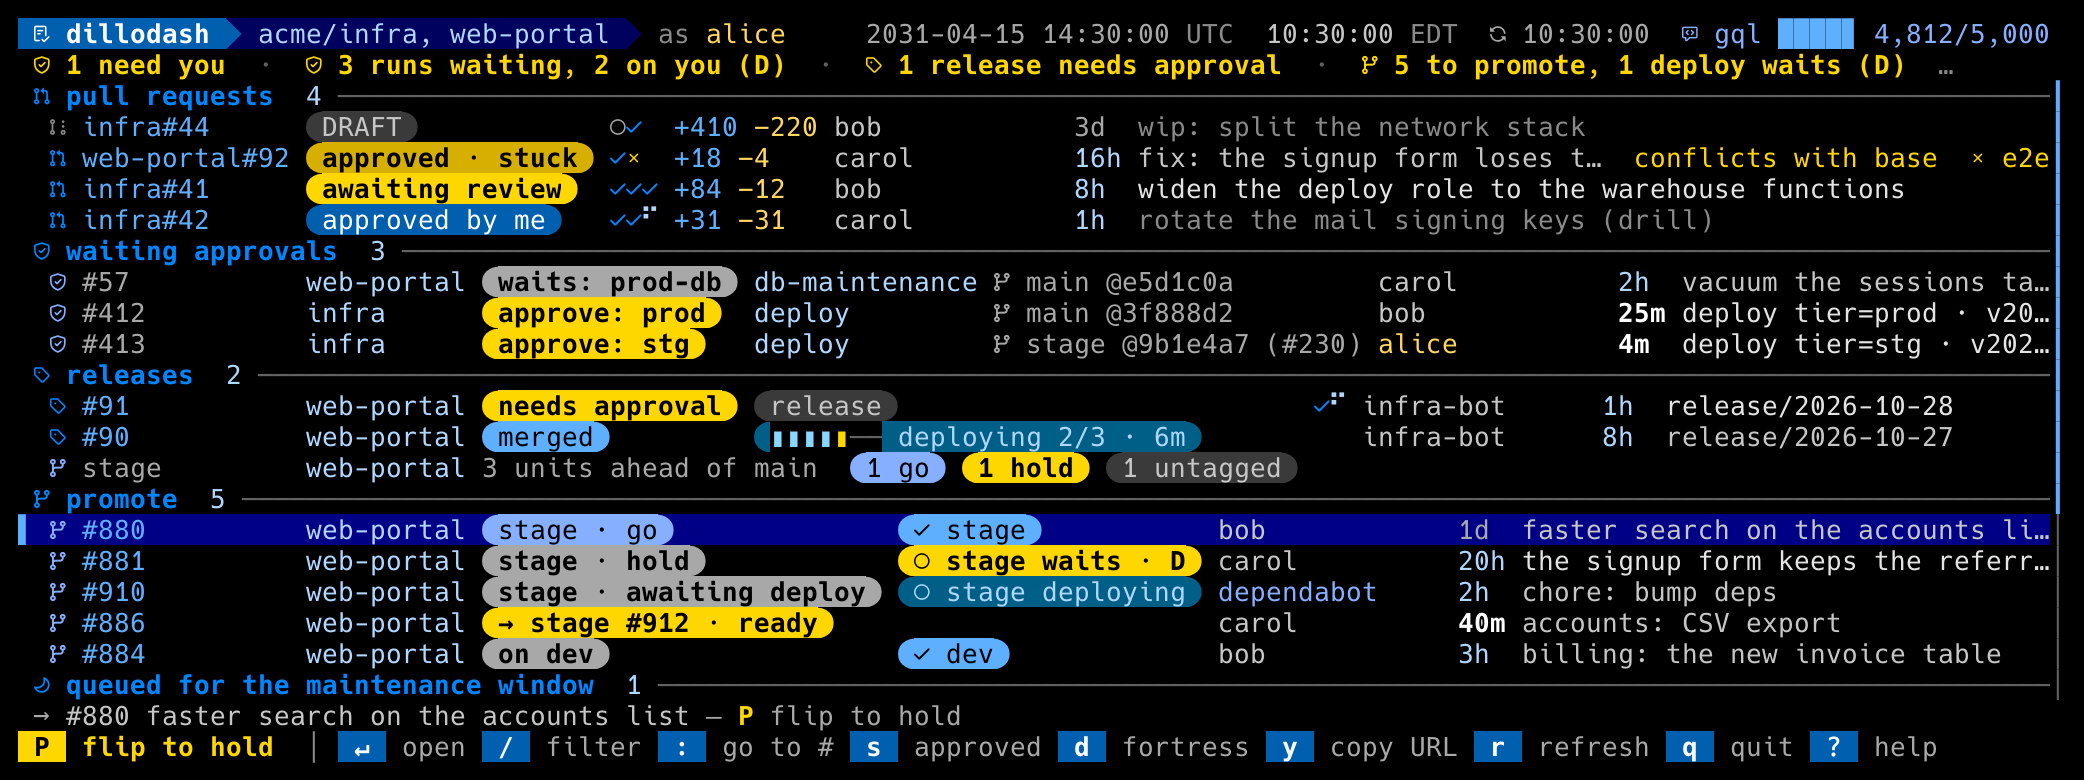 dillodash acme/infra, web-portal as alice 2031-04-15 14:30:00 UTC 10:30:00 EDT 10:30:00 gql 4,812/5,000
1 need you · 3 runs waiting, 2 on you (D) · 1 release needs approval · 5 to promote, 1 deploy waits (D) …
pull requests 4
infra#44 DRAFT ○✓ +410 −220 bob 3d wip: split the network stack
web-portal#92 approved · stuck ✓× +18 −4 carol 16h fix: the signup form loses t… conflicts with base × e2e
infra#41 awaiting review ✓✓✓ +84 −12 bob 8h widen the deploy role to the warehouse functions
infra#42 approved by me ✓✓ +31 −31 carol 1h rotate the mail signing keys (drill)
waiting approvals 3
#57 web-portal waits: prod-db db-maintenance main @e5d1c0a carol 2h vacuum the sessions ta…
#412 infra approve: prod deploy main @3f888d2 bob 25m deploy tier=prod · v20…
#413 infra approve: stg deploy stage @9b1e4a7 (#230) alice 4m deploy tier=stg · v202…
releases 2
#91 web-portal needs approval release ✓ infra-bot 1h release/2026-10-28
#90 web-portal merged deploying 2/3 · 6m infra-bot 8h release/2026-10-27
stage web-portal 3 units ahead of main 1 go 1 hold 1 untagged
promote 5
#880 web-portal stage · go ✓ stage bob 1d faster search on the accounts li…
#881 web-portal stage · hold ○ stage waits · D carol 20h the signup form keeps the referr…
#910 web-portal stage · awaiting deploy ○ stage deploying dependabot 2h chore: bump deps
#886 web-portal → stage #912 · ready carol 40m accounts: CSV export
#884 web-portal on dev ✓ dev bob 3h billing: the new invoice table
queued for the maintenance window 1
→ #880 faster search on the accounts list — P flip to hold
P flip to hold │ ↵ open / filter : go to # s approved d fortress y copy URL r refresh q quit ? help